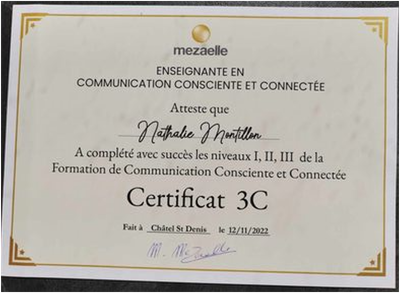 mezaelle
ENSEIGNANTE EN
COMMUNICATION CONSCIENTE ET CONNECTÉE
Atteste que
Nathalie Montillon
A complété avec succès les niveaux I, II, III de la
Formation de Communication Consciente et Connectée
Certificat 3C
Fait à Châtel St Denis le 12/11/2022